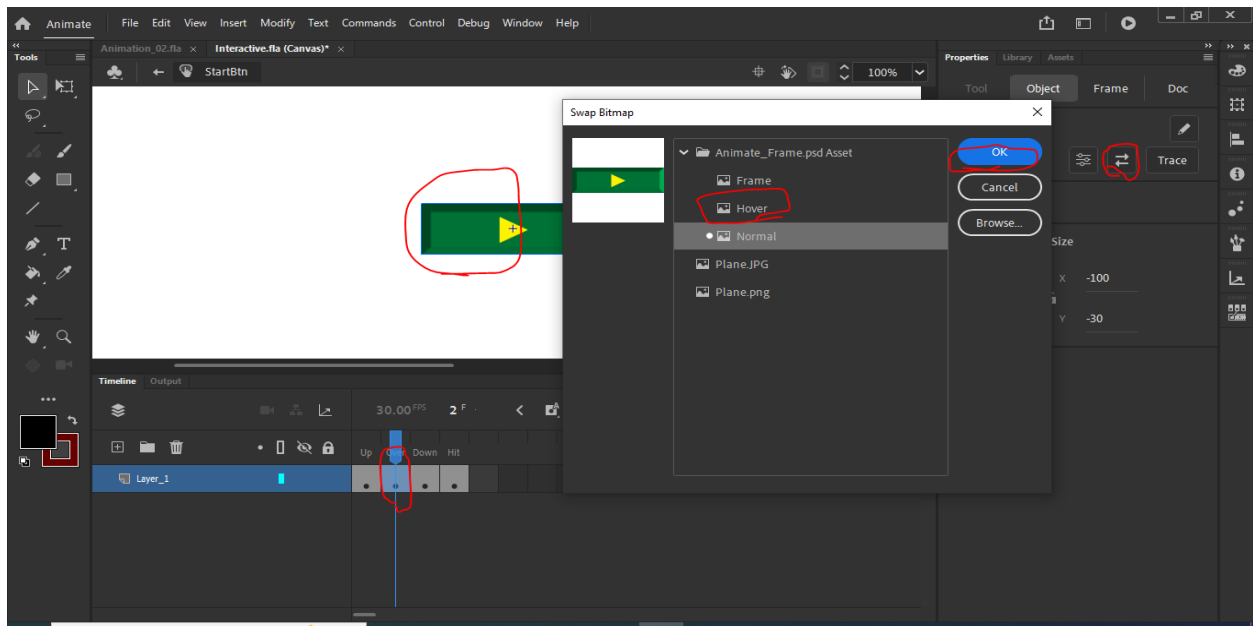 Animate File Edit View Insert Modify Text Commands Control Debug Window Help
Tools
Animation_02.fla × Interactive.fla (Canvas)* ×
StartBtn 100%
Properties Library Assets
Tool Object Frame Doc
Trace
Size
X -100
Y -30
Swap Bitmap
Animate_Frame.psd Asset
Frame
Hover
Normal
Plane.JPG
Plane.png
OK
Cancel
Browse...
Timeline Output
30.00 FPS 2 F
Up Over Down Hit
Layer_1